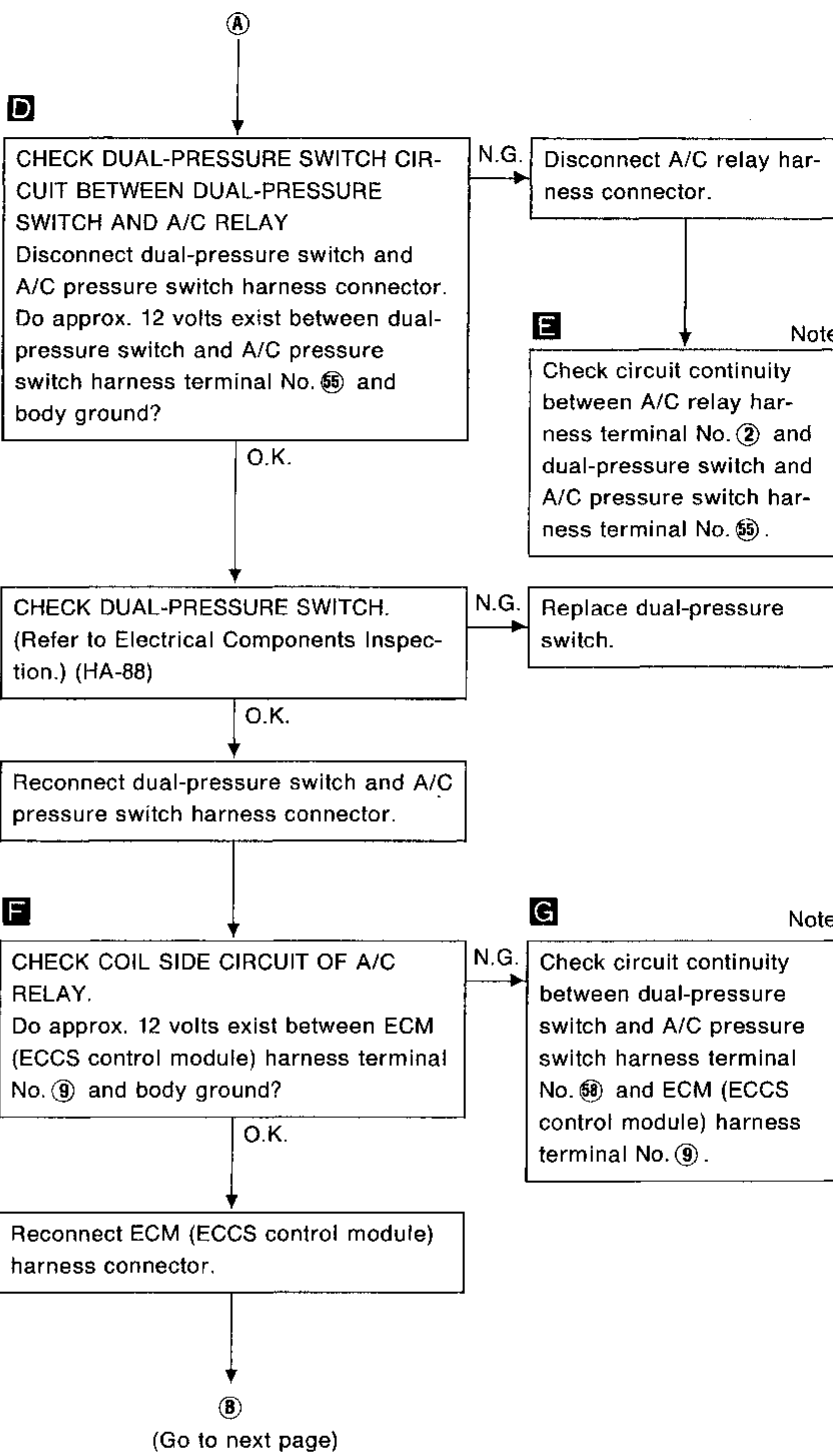 Ⓐ
D
CHECK DUAL-PRESSURE SWITCH CIR-
CUIT BETWEEN DUAL-PRESSURE
SWITCH AND A/C RELAY
Disconnect dual-pressure switch and
A/C pressure switch harness connector.
Do approx. 12 volts exist between dual-
pressure switch and A/C pressure
switch harness terminal No. ㊺ and
body ground?
N.G.
Disconnect A/C relay har-
ness connector.
E
Note
Check circuit continuity
between A/C relay har-
ness terminal No. ② and
dual-pressure switch and
A/C pressure switch har-
ness terminal No. 55.
O.K.
CHECK DUAL-PRESSURE SWITCH.
(Refer to Electrical Components Inspec-
tion.) (HA-88)
N.G.
Replace dual-pressure
switch.
O.K.
Reconnect dual-pressure switch and A/C
pressure switch harness connector.
F
CHECK COIL SIDE CIRCUIT OF A/C
RELAY.
Do approx. 12 volts exist between ECM
(ECCS control module) harness terminal
No. ⑨ and body ground?
N.G.
G
Note
Check circuit continuity
between dual-pressure
switch and A/C pressure
switch harness terminal
No. 58 and ECM (ECCS
control module) harness
terminal No. ⑨.
O.K.
Reconnect ECM (ECCS control module)
harness connector.
Ⓑ
(Go to next page)